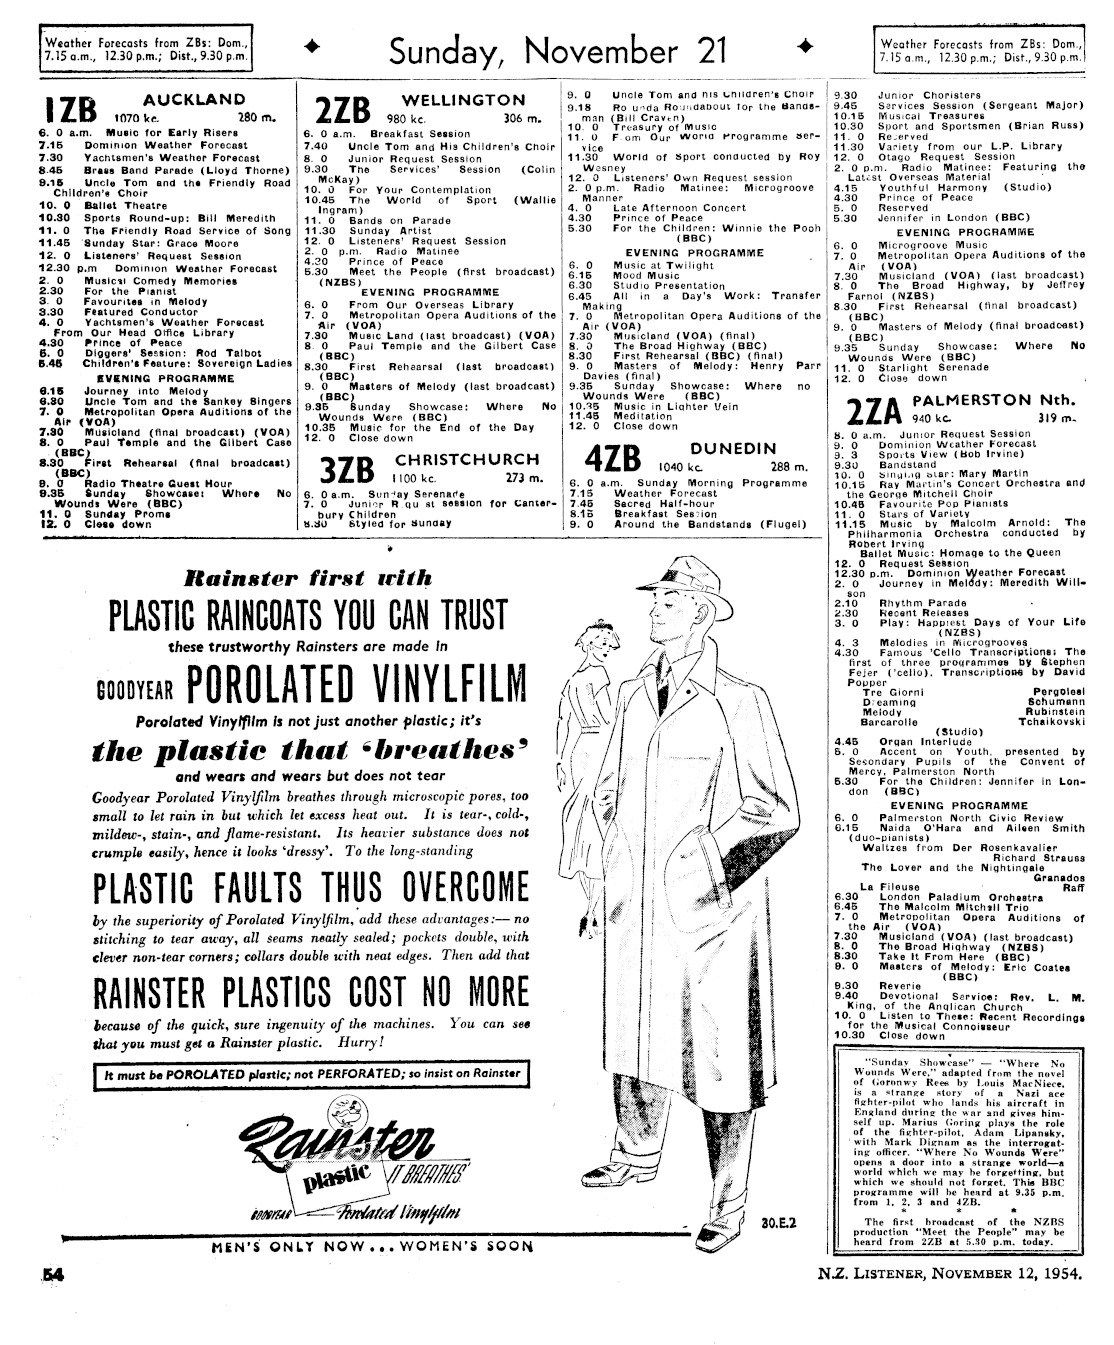 Weather Forecasts from ZBs: Dom.,
7.15 a.m., 12.30 p.m.; Dist., 9.30 p.m.
Sunday, November 21
Weather Forecasts from ZBs: Dom.,
7.15 a.m., 12.30 p.m.; Dist., 9.30 p.m.
1ZB AUCKLAND
1070 kc. 280 m.
6. 0 a.m. Music for Early Risers
7.15 Dominion Weather Forecast
7.30 Yachtsmen's Weather Forecast
8.45 Brass Band Parade (Lloyd Thorne)
9.15 Uncle Tom and the Friendly Road
Children's Choir
10. 0 Ballet Theatre
10.30 Sports Round-up: Bill Meredith
11. 0 The Friendly Road Service of Song
11.45 Sunday Star: Grace Moore
12. 0 Listeners' Request Session
12.30 p.m Dominion Weather Forecast
2. 0 Musical Comedy Memories
2.30 For the Pianist
3. 0 Favourites in Melody
3.30 Featured Conductor
4. 0 Yachtsmen's Weather Forecast
From Our Head Office Library
4.30 Prince of Peace
5. 0 Diggers' Session: Rod Talbot
5.45 Children's Feature: Sovereign Ladies
EVENING PROGRAMME
6.15 Journey into Melody
6.30 Uncle Tom and the Sankey Singers
7. 0 Metropolitan Opera Auditions of the
Air (VOA)
7.30 Musicland (final broadcast) (VOA)
8. 0 Paul Temple and the Gilbert Case
(BBC)
8.30 First Rehearsal (final broadcast)
(BBC)
9. 0 Radio Theatre Guest Hour
9.35 Sunday Showcase: Where No
Wounds Were (BBC)
11. 0 Sunday Proms
12. 0 Close down
2ZB WELLINGTON
980 kc. 306 m.
6. 0 a.m. Breakfast Session
7.40 Uncle Tom and His Children's Choir
8. 0 Junior Request Session
9.30 The Services' Session (Colin
McKay)
10. 0 For Your Contemplation
10.45 The World of Sport (Wallie
Ingram)
11. 0 Bands on Parade
11.30 Sunday Artist
12. 0 Listeners' Request Session
2. 0 p.m. Radio Matinee
4.30 Prince of Peace
5.30 Meet the People (first broadcast)
(NZBS)
EVENING PROGRAMME
6. 0 From Our Overseas Library
7. 0 Metropolitan Opera Auditions of the
Air (VOA)
7.30 Music Land (last broadcast) (VOA)
8. 0 Paul Temple and the Gilbert Case
(BBC)
8.30 First Rehearsal (last broadcast)
(BBC)
9. 0 Masters of Melody (last broadcast)
(BBC)
9.35 Sunday Showcase: Where No
Wounds Were (BBC)
10.35 Music for the End of the Day
12. 0 Close down
3ZB CHRISTCHURCH
1100 kc. 273 m.
6. 0 a.m. Sunday Serenade
7. 0 Junior Request session for Canter-
bury Children
8.30 Styled for Sunday
9. 0 Uncle Tom and his Children's Choir
9.18 Rotunda Roundabout for the Bands-
man (Bill Craven)
10. 0 Treasury of Music
11. 0 From Our World Programme Ser-
vice
11.30 World of Sport conducted by Roy
Wesney
12. 0 Listeners' Own Request session
2. 0 p.m. Radio Matinee: Microgroove
Manner
4. 0 Late Afternoon Concert
4.30 Prince of Peace
5.30 For the Children: Winnie the Pooh
(BBC)
EVENING PROGRAMME
6. 0 Music at Twilight
6.15 Mood Music
6.30 Studio Presentation
6.45 All in a Day's Work: Transfer
Making
7. 0 Metropolitan Opera Auditions of the
Air (VOA)
7.30 Musicland (VOA) (final)
8. 0 The Broad Highway (BBC)
8.30 First Rehearsal (BBC) (final)
9. 0 Masters of Melody: Henry Parr
Davies (final)
9.35 Sunday Showcase: Where no
Wounds Were (BBC)
10.35 Music in Lighter Vein
11.45 Meditation
12. 0 Close down
4ZB DUNEDIN
1040 kc. 288 m.
6. 0 a.m. Sunday Morning Programme
7.15 Weather Forecast
7.45 Sacred Half-hour
8.15 Breakfast Session
9. 0 Around the Bandstands (Flugel)
9.30 Junior Choristers
9.45 Services Session (Sergeant Major)
10.15 Musical Treasures
10.30 Sport and Sportsmen (Brian Russ)
11. 0 Reserved
11.30 Variety from our L.P. Library
12. 0 Otago Request Session
2. 0 p.m. Radio Matinee: Featuring the
Latest Overseas Material
4.15 Youthful Harmony (Studio)
4.30 Prince of Peace
5. 0 Reserved
5.30 Jennifer in London (BBC)
EVENING PROGRAMME
6. 0 Microgroove Music
7. 0 Metropolitan Opera Auditions of the
Air (VOA)
7.30 Musicland (VOA) (last broadcast)
8. 0 The Broad Highway, by Jeffrey
Farnol (NZBS)
8.30 First Rehearsal (final broadcast)
(BBC)
9. 0 Masters of Melody (final broadcast)
(BBC)
9.35 Sunday Showcase: Where No
Wounds Were (BBC)
11. 0 Starlight Serenade
12. 0 Close down
2ZA PALMERSTON Nth.
940 kc. 319 m.
8. 0 a.m. Junior Request Session
9. 0 Dominion Weather Forecast
9. 3 Sports View (Bob Irvine)
9.30 Bandstand
10. 0 Singing Star: Mary Martin
10.15 Ray Martin's Concert Orchestra and
the George Mitchell Choir
10.45 Favourite Pop Pianists
11. 0 Stars of Variety
11.15 Music by Malcolm Arnold: The
Philharmonia Orchestra conducted by
Robert Irving
Ballet Music: Homage to the Queen
12. 0 Request Session
12.30 p.m. Dominion Weather Forecast
2. 0 Journey in Melody: Meredith Will-
son
2.10 Rhythm Parade
2.30 Recent Releases
3. 0 Play: Happiest Days of Your Life
(NZBS)
4. 3 Melodies in Microgrooves
4.30 Famous 'Cello Transcriptions: The
first of three programmes by Stephen
Fejer ('cello). Transcriptions by David
Popper
Tre Giorni Pergolesi
Dreaming Schumann
Melody Rubinstein
Barcarolle Tchaikovski
(Studio)
4.45 Organ Interlude
5. 0 Accent on Youth, presented by
Secondary Pupils of the Convent of
Mercy, Palmerston North
5.30 For the Children: Jennifer in Lon-
don (BBC)
EVENING PROGRAMME
6. 0 Palmerston North Civic Review
6.15 Naida O'Hara and Aileen Smith
(duo-pianists)
Waltzes from Der Rosenkavalier
Richard Strauss
The Lover and the Nightingale
Granados
La Fileuse Raff
6.30 London Paladium Orchestra
6.45 The Malcolm Mitchell Trio
7. 0 Metropolitan Opera Auditions of
the Air (VOA)
7.30 Musicland (VOA) (last broadcast)
8. 0 The Broad Highway (NZBS)
8.30 Take It From Here (BBC)
9. 0 Masters of Melody: Eric Coates
(BBC)
9.30 Reverie
9.40 Devotional Service: Rev. L. M.
King, of the Anglican Church
10. 0 Listen to These: Recent Recordings
for the Musical Connoisseur
10.30 Close down
"Sunday Showcase" — "Where No
Wounds Were," adapted from the novel
of Goronwy Rees by Louis MacNiece,
is a strange story of a Nazi ace
fighter-pilot who lands his aircraft in
England during the war and gives him-
self up. Marius Goring plays the role
of the fighter-pilot, Adam Lipansky,
with Mark Dignam as the interrogat-
ing officer. "Where No Wounds Were"
opens a door into a strange world—a
world which we may be forgetting, but
which we should not forget. This BBC
programme will be heard at 9.35 p.m.
from 1, 2, 3 and 4ZB.
* * *
The first broadcast of the NZBS
production "Meet the People" may be
heard from 2ZB at 5.30 p.m. today.
Rainster first with
PLASTIC RAINCOATS YOU CAN TRUST
these trustworthy Rainsters are made in
GOODYEAR POROLATED VINYLFILM
Porolated Vinylfilm is not just another plastic; it's
the plastic that 'breathes'
and wears and wears but does not tear
Goodyear Porolated Vinylfilm breathes through microscopic pores, too
small to let rain in but which let excess heat out. It is tear-, cold-,
mildew-, stain-, and flame-resistant. Its heavier substance does not
crumple easily, hence it looks 'dressy'. To the long-standing
PLASTIC FAULTS THUS OVERCOME
by the superiority of Porolated Vinylfilm, add these advantages:— no
stitching to tear away, all seams neatly sealed; pockets double, with
clever non-tear corners; collars double with neat edges. Then add that
RAINSTER PLASTICS COST NO MORE
because of the quick, sure ingenuity of the machines. You can see
that you must get a Rainster plastic. Hurry!
It must be POROLATED plastic; not PERFORATED; so insist on Rainster
Rainster
plastic IT BREATHES'
GOODYEAR Porolated Vinylfilm
30.E.2
MEN'S ONLY NOW... WOMEN'S SOON
54
N.Z. LISTENER, NOVEMBER 12, 1954.